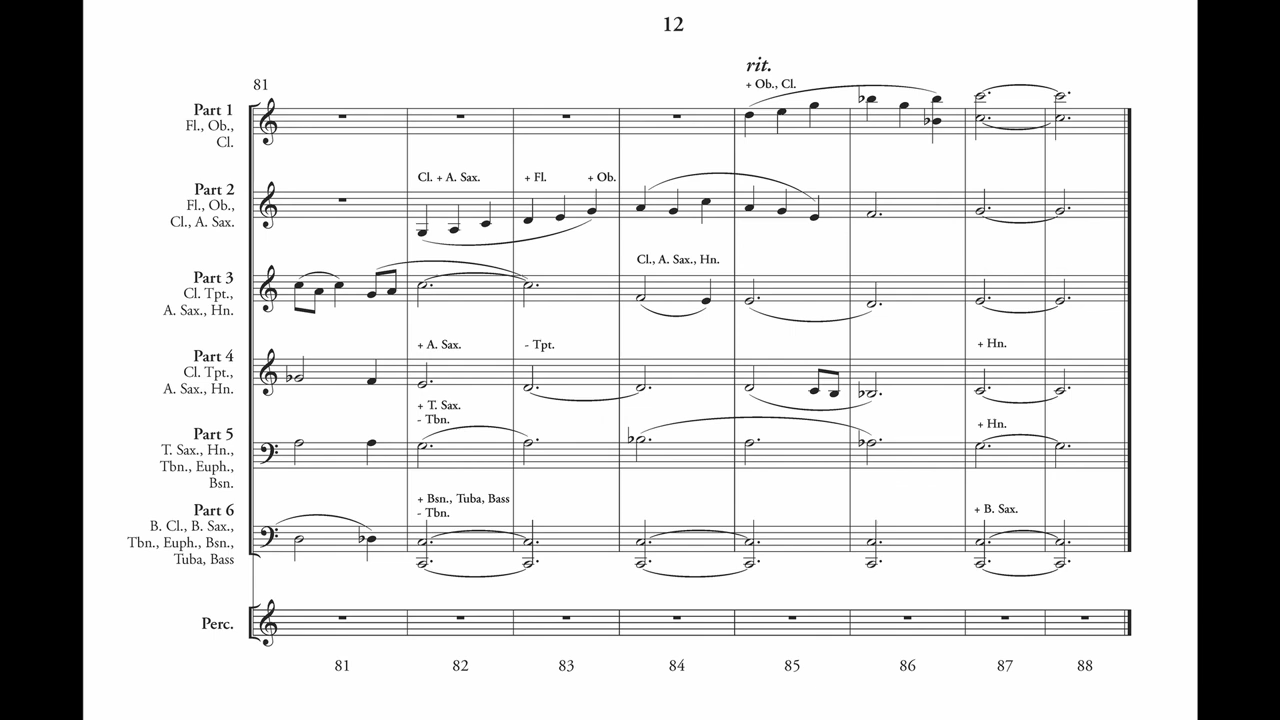 12
rit.
81
+ Ob., Cl.
Part 1
Fl., Ob.,
Cl.
Cl. + A. Sax.
+ Fl.
+ Ob.
Part 2
Fl., Ob.,
Cl., A. Sax.
Cl., A. Sax., Hn.
Part 3
Cl. Tpt.,
A. Sax., Hn.
+ A. Sax.
- Tpt.
+ Hn.
Part 4
Cl. Tpt.,
A. Sax., Hn.
+ T. Sax.
- Tbn.
+ Hn.
Part 5
T. Sax., Hn.,
Tbn., Euph.,
Bsn.
+ Bsn., Tuba, Bass
- Tbn.
+ B. Sax.
Part 6
B. Cl., B. Sax.,
Tbn., Euph., Bsn.,
Tuba, Bass
Perc.
81 82 83 84 85 86 87 88